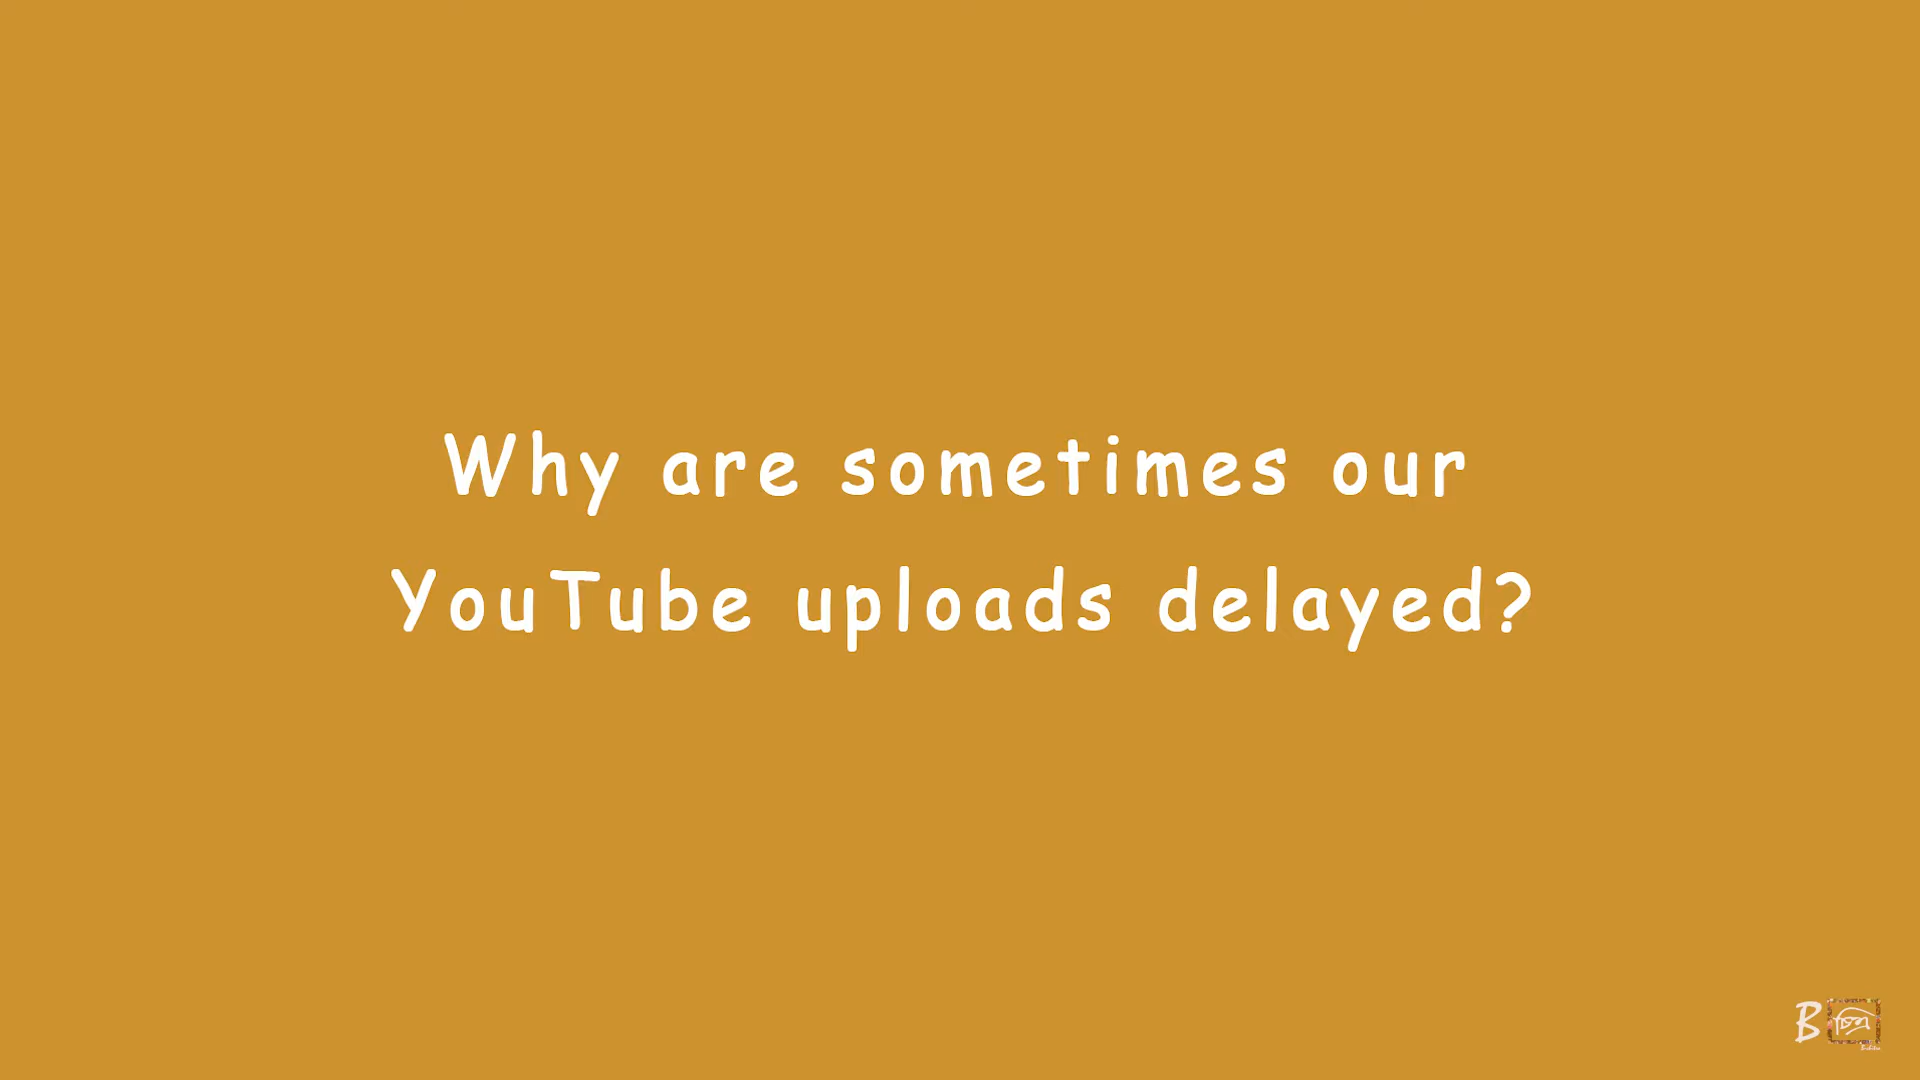 Why are sometimes our
YouTube uploads delayed?
B
চিত্র